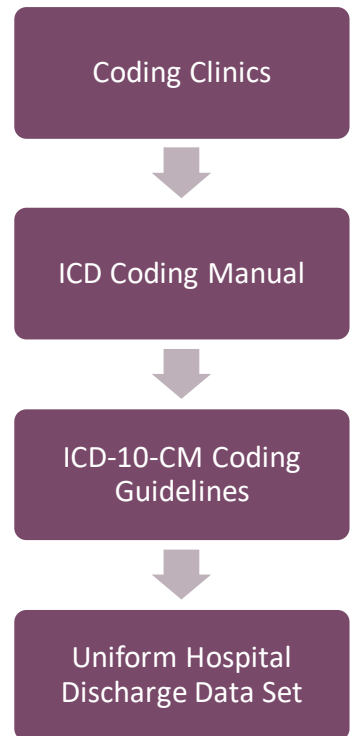 Coding Clinics
ICD Coding Manual
ICD-10-CM Coding
Guidelines
Uniform Hospital
Discharge Data Set